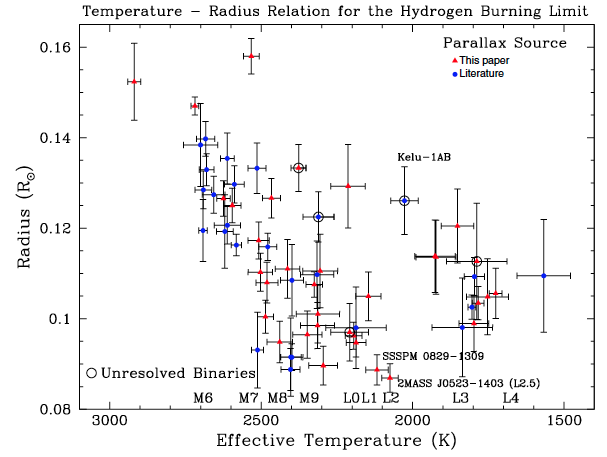 Temperature – Radius Relation for the Hydrogen Burning Limit
0.16
Parallax Source
This paper
Literature
Kelu-1AB
0.14
Radius (R☉)
0.12
0.1
SSSPM 0829-1309
Unresolved Binaries
2MASS J0523-1403 (L2.5)
M6 M7 M8 M9 L0 L1 L2 L3 L4
0.08
3000 2500 2000 1500
Effective Temperature (K)